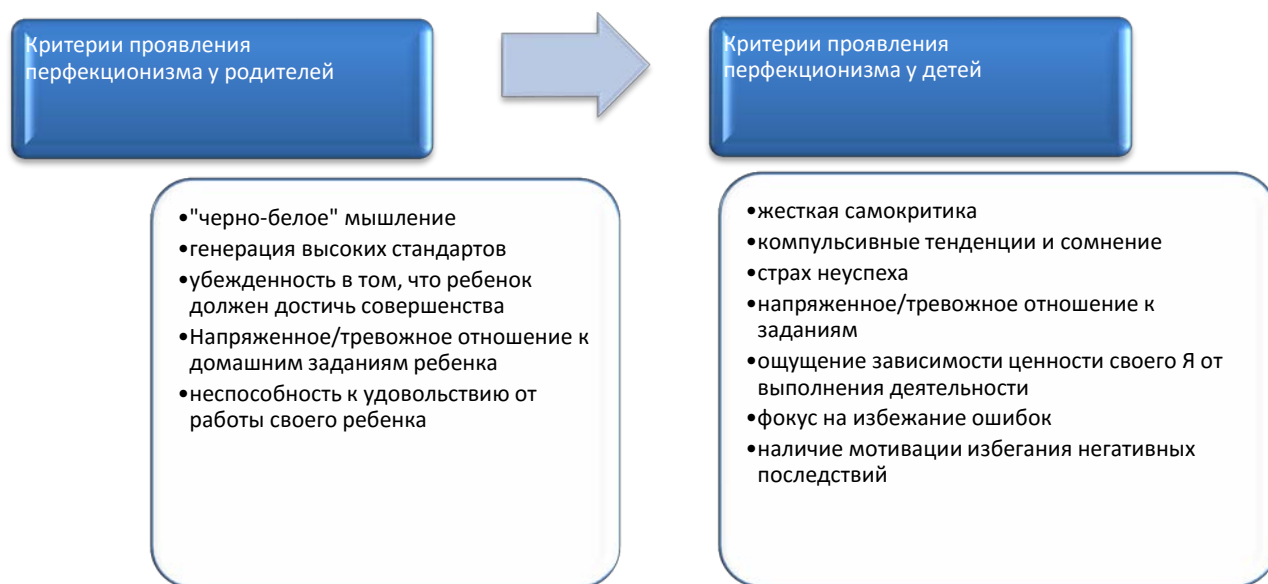 Критерии проявления
перфекционизма у родителей
Критерии проявления
перфекционизма у детей
•"черно-белое" мышление
•генерация высоких стандартов
•убежденность в том, что ребенок
должен достичь совершенства
•Напряженное/тревожное отношение к
домашним заданиям ребенка
•неспособность к удовольствию от
работы своего ребенка
•жесткая самокритика
•компульсивные тенденции и сомнение
•страх неуспеха
•напряженное/тревожное отношение к
заданиям
•ощущение зависимости ценности своего Я от
выполнения деятельности
•фокус на избежание ошибок
•наличие мотивации избегания негативных
последствий